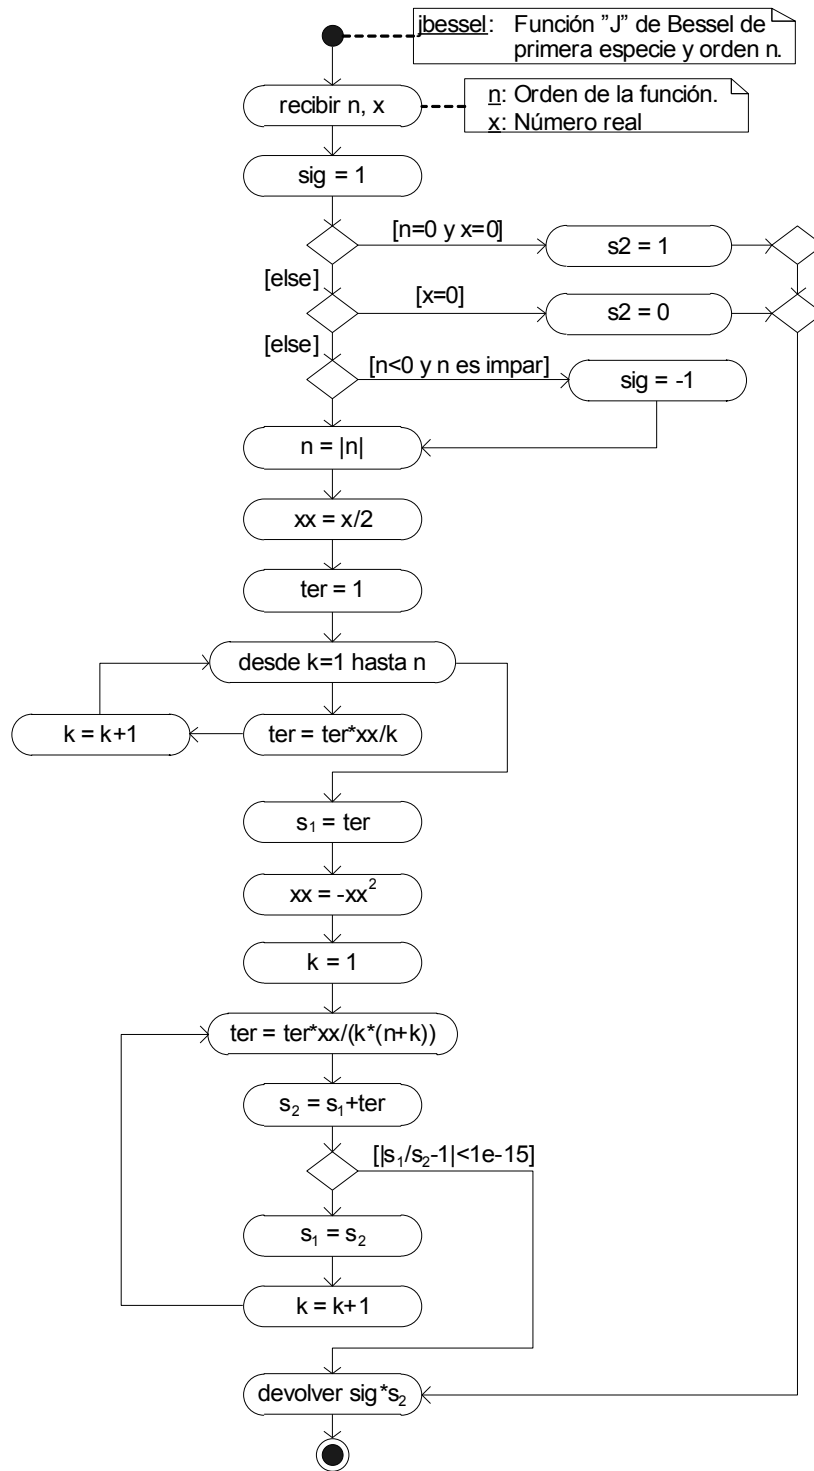 jbessel: Función ”J” de Bessel de
primera especie y orden n.
recibir n, x
n: Orden de la función.
x: Número real
sig = 1
[n=0 y x=0]
s2 = 1
[else]
[x=0]
s2 = 0
[else]
[n<0 y n es impar]
sig = -1
n = |n|
xx = x/2
ter = 1
desde k=1 hasta n
k = k+1
ter = ter*xx/k
s₁ = ter
xx = -xx²
k = 1
ter = ter*xx/(k*(n+k))
s₂ = s₁+ter
[|s₁/s₂-1|<1e-15]
s₁ = s₂
k = k+1
devolver sig*s₂